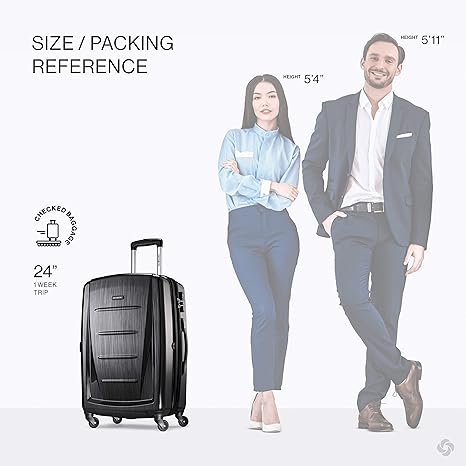 SIZE / PACKING
REFERENCE
HEIGHT 5'4"
HEIGHT 5'11"
CHECKED BAGGAGE
24"
1 WEEK
TRIP